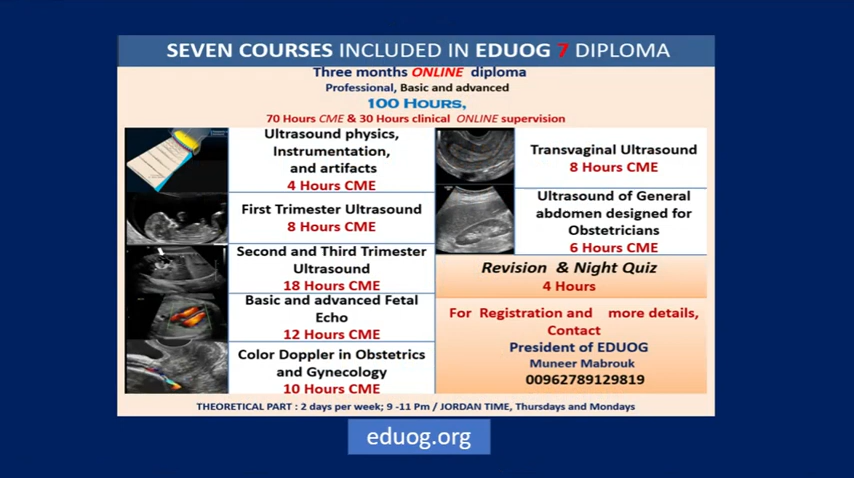 SEVEN COURSES INCLUDED IN EDUOG 7 DIPLOMA
Three months ONLINE diploma
Professional, Basic and advanced
100 HOURS,
70 Hours CME & 30 Hours clinical ONLINE supervision
Ultrasound physics,
Instrumentation,
and artifacts
4 Hours CME
First Trimester Ultrasound
8 Hours CME
Second and Third Trimester
Ultrasound
18 Hours CME
Basic and advanced Fetal
Echo
12 Hours CME
Color Doppler in Obstetrics
and Gynecology
10 Hours CME
Transvaginal Ultrasound
8 Hours CME
Ultrasound of General
abdomen designed for
Obstetricians
6 Hours CME
Revision & Night Quiz
4 Hours
For Registration and more details,
Contact
President of EDUOG
Muneer Mabrouk
00962789129819
THEORETICAL PART : 2 days per week; 9 -11 Pm / JORDAN TIME, Thursdays and Mondays
eduog.org